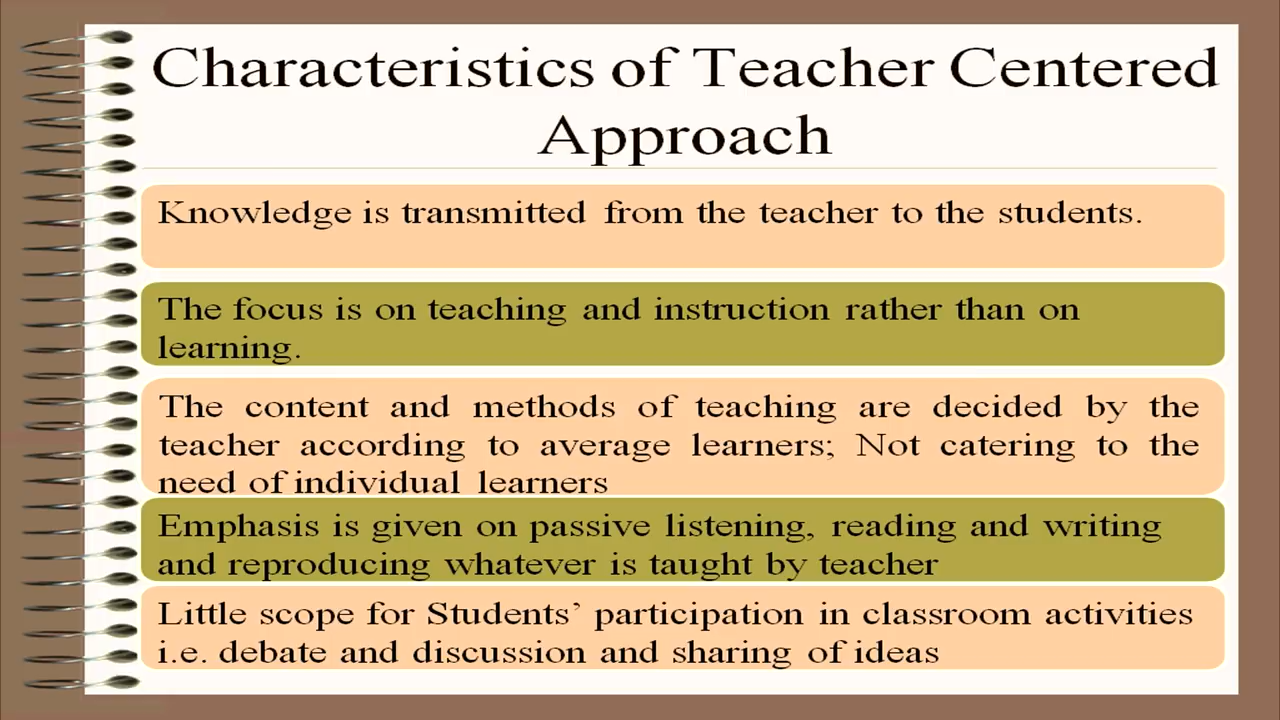 Characteristics of Teacher Centered
Approach
Knowledge is transmitted from the teacher to the students.
The focus is on teaching and instruction rather than on
learning.
The content and methods of teaching are decided by the
teacher according to average learners; Not catering to the
need of individual learners
Emphasis is given on passive listening, reading and writing
and reproducing whatever is taught by teacher
Little scope for Students’ participation in classroom activities
i.e. debate and discussion and sharing of ideas